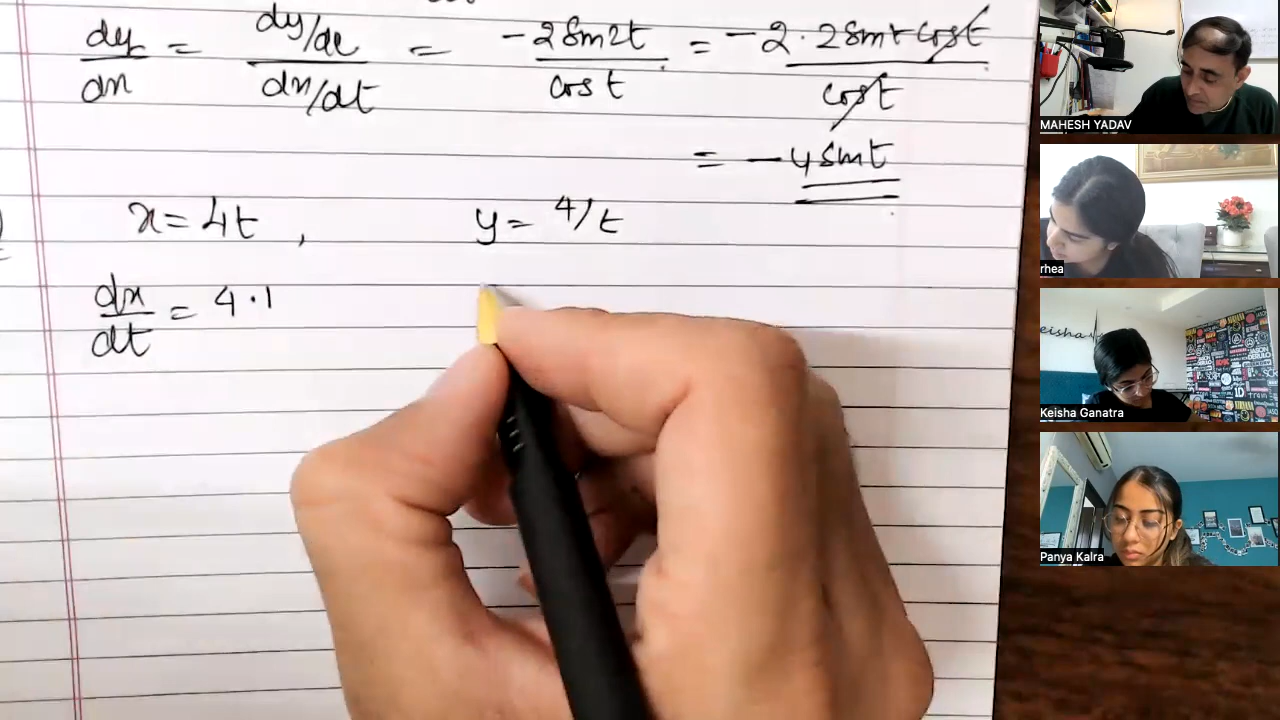 dy/dx = (dy/dt)/(dx/dt) = -2Sin2t/cost = -2·2Sint cost/cost
= -4Sint
x = 4t , y = 4/t
dx/dt = 4·1
MAHESH YADAV
rhea
eisha
Keisha Ganatra
Panya Kalra